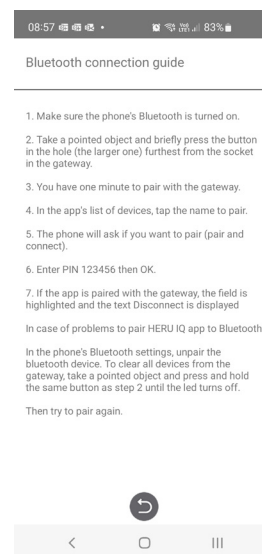 08:57
83%
Bluetooth connection guide
1. Make sure the phone's Bluetooth is turned on.
2. Take a pointed object and briefly press the button
in the hole (the larger one) furthest from the socket
in the gateway.
3. You have one minute to pair with the gateway.
4. In the app's list of devices, tap the name to pair.
5. The phone will ask if you want to pair (pair and
connect).
6. Enter PIN 123456 then OK.
7. If the app is paired with the gateway, the field is
highlighted and the text Disconnect is displayed
In case of problems to pair HERU IQ app to Bluetooth
In the phone's Bluetooth settings, unpair the
bluetooth device. To clear all devices from the
gateway, take a pointed object and press and hold
the same button as step 2 until the led turns off.
Then try to pair again.